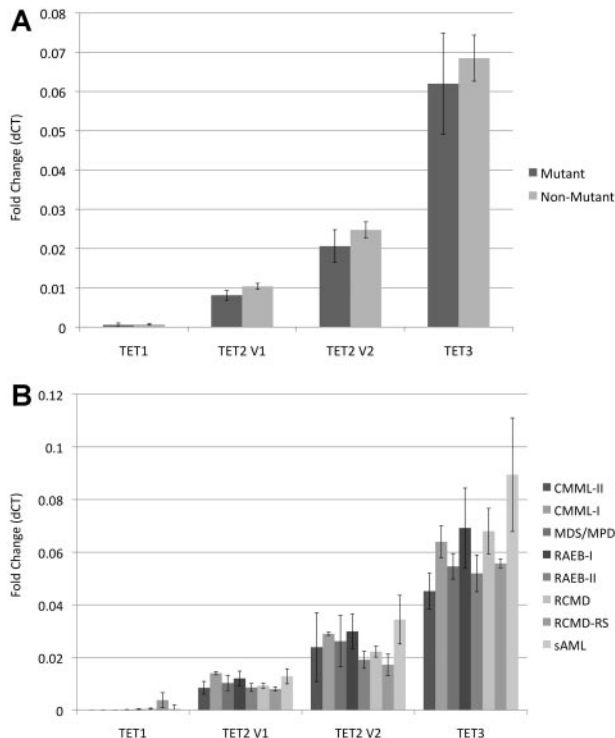 A
Fold Change (dCT)
0.08
0.07
0.06
0.05
0.04
0.03
0.02
0.01
0
TET1 TET2 V1 TET2 V2 TET3
Mutant
Non-Mutant
B
Fold Change (dCT)
0.12
0.1
0.08
0.06
0.04
0.02
0
TET1 TET2 V1 TET2 V2 TET3
CMML-II
CMML-I
MDS/MPD
RAEB-I
RAEB-II
RCMD
RCMD-RS
sAML